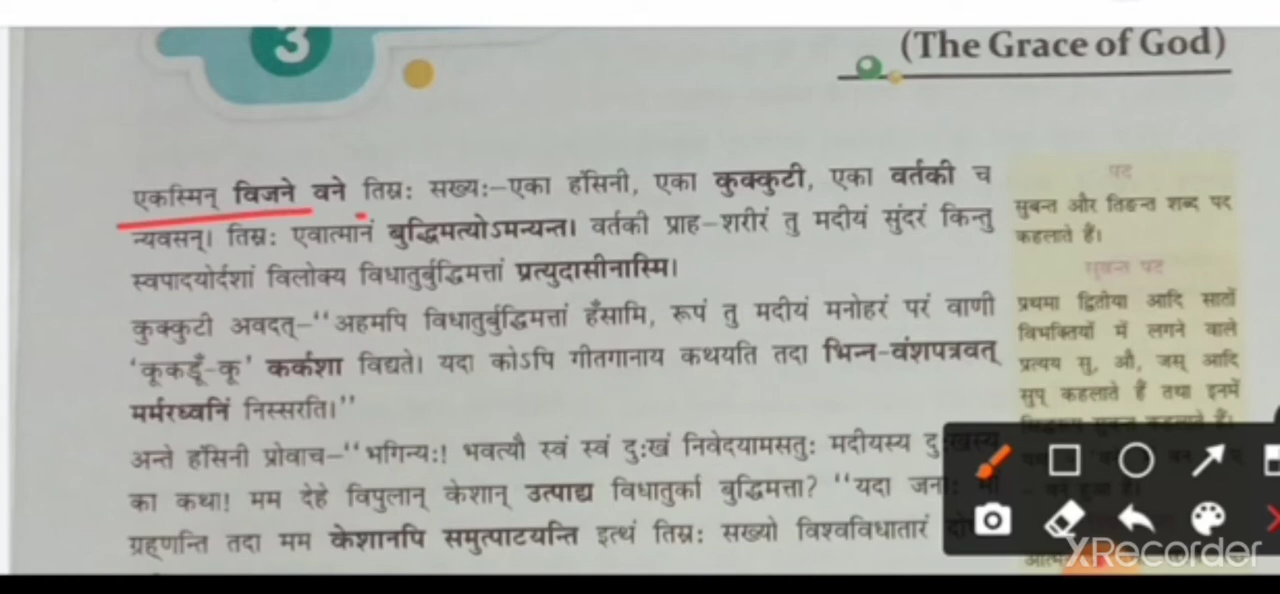 3
(The Grace of God)
एकस्मिन् विजने वने तिस्रः सख्यः–एका हंसिनी, एका कुक्कुटी, एका वर्तकी च
न्यवसन्। तिस्रः एवात्मानं बुद्धिमत्योऽमन्यन्त। वर्तकी प्राह–शरीरं तु मदीयं सुंदरं किन्तु
स्वपादयोर्दशां विलोक्य विधातुर्बुद्धिमत्तां प्रत्युदासीनास्मि।
कुक्कुटी अवदत्–"अहमपि विधातुर्बुद्धिमत्तां हँसामि, रूपं तु मदीयं मनोहरं परं वाणी
'कूकडूँ-कू' कर्कशा विद्यते। यदा कोऽपि गीतगानाय कथयति तदा भिन्न-वंशपत्रवत्
मर्मरध्वनिं निस्सरति।"
अन्ते हंसिनी प्रोवाच–"भगिन्यः! भवत्यौ स्वं स्वं दुःखं निवेदयामसतुः मदीयस्य
का कथा! मम देहे विपुलान् केशान् उत्पाद्य विधातुर्का बुद्धिमत्ता? "यदा
ग्रहणन्ति तदा मम केशानपि समुत्पाटयन्ति इत्थं तिस्रः सख्यो विश्वविधातारं
पद
सुबन्त और तिङन्त शब्द पद
कहलाते हैं।
सुबन्त पद
प्रथमा द्वितीया आदि सातों
विभक्तियों में लगने वाले
प्रत्यय सु, औ, जस् आदि
सुप् कहलाते हैं तथा इनमें
XRecorder